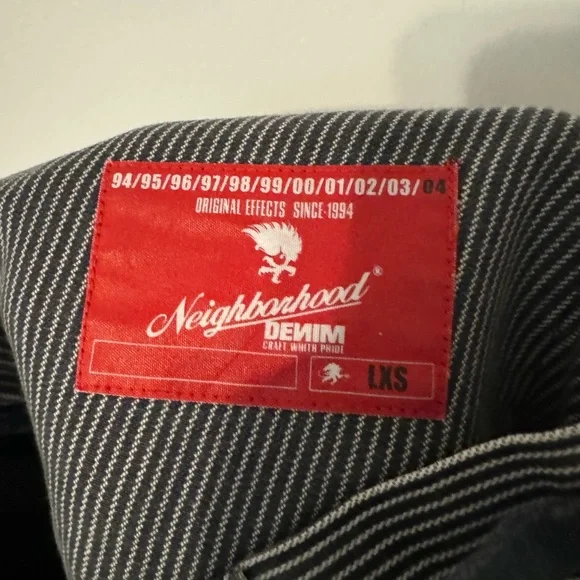 94/95/96/97/98/99/00/01/02/03/04
ORIGINAL EFFECTS SINCE-1994
Neighborhood®
DENIM
CRAFT WHITH PRIDE
LXS